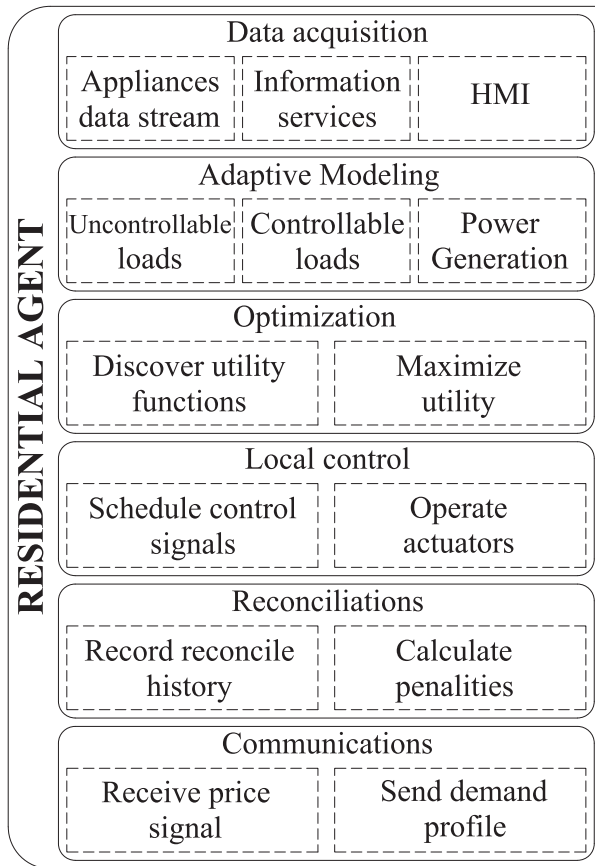 RESIDENTIAL AGENT
Data acquisition
Appliances
data stream
Information
services
HMI
Adaptive Modeling
Uncontrollable
loads
Controllable
loads
Power
Generation
Optimization
Discover utility
functions
Maximize
utility
Local control
Schedule control
signals
Operate
actuators
Reconciliations
Record reconcile
history
Calculate
penalities
Communications
Receive price
signal
Send demand
profile